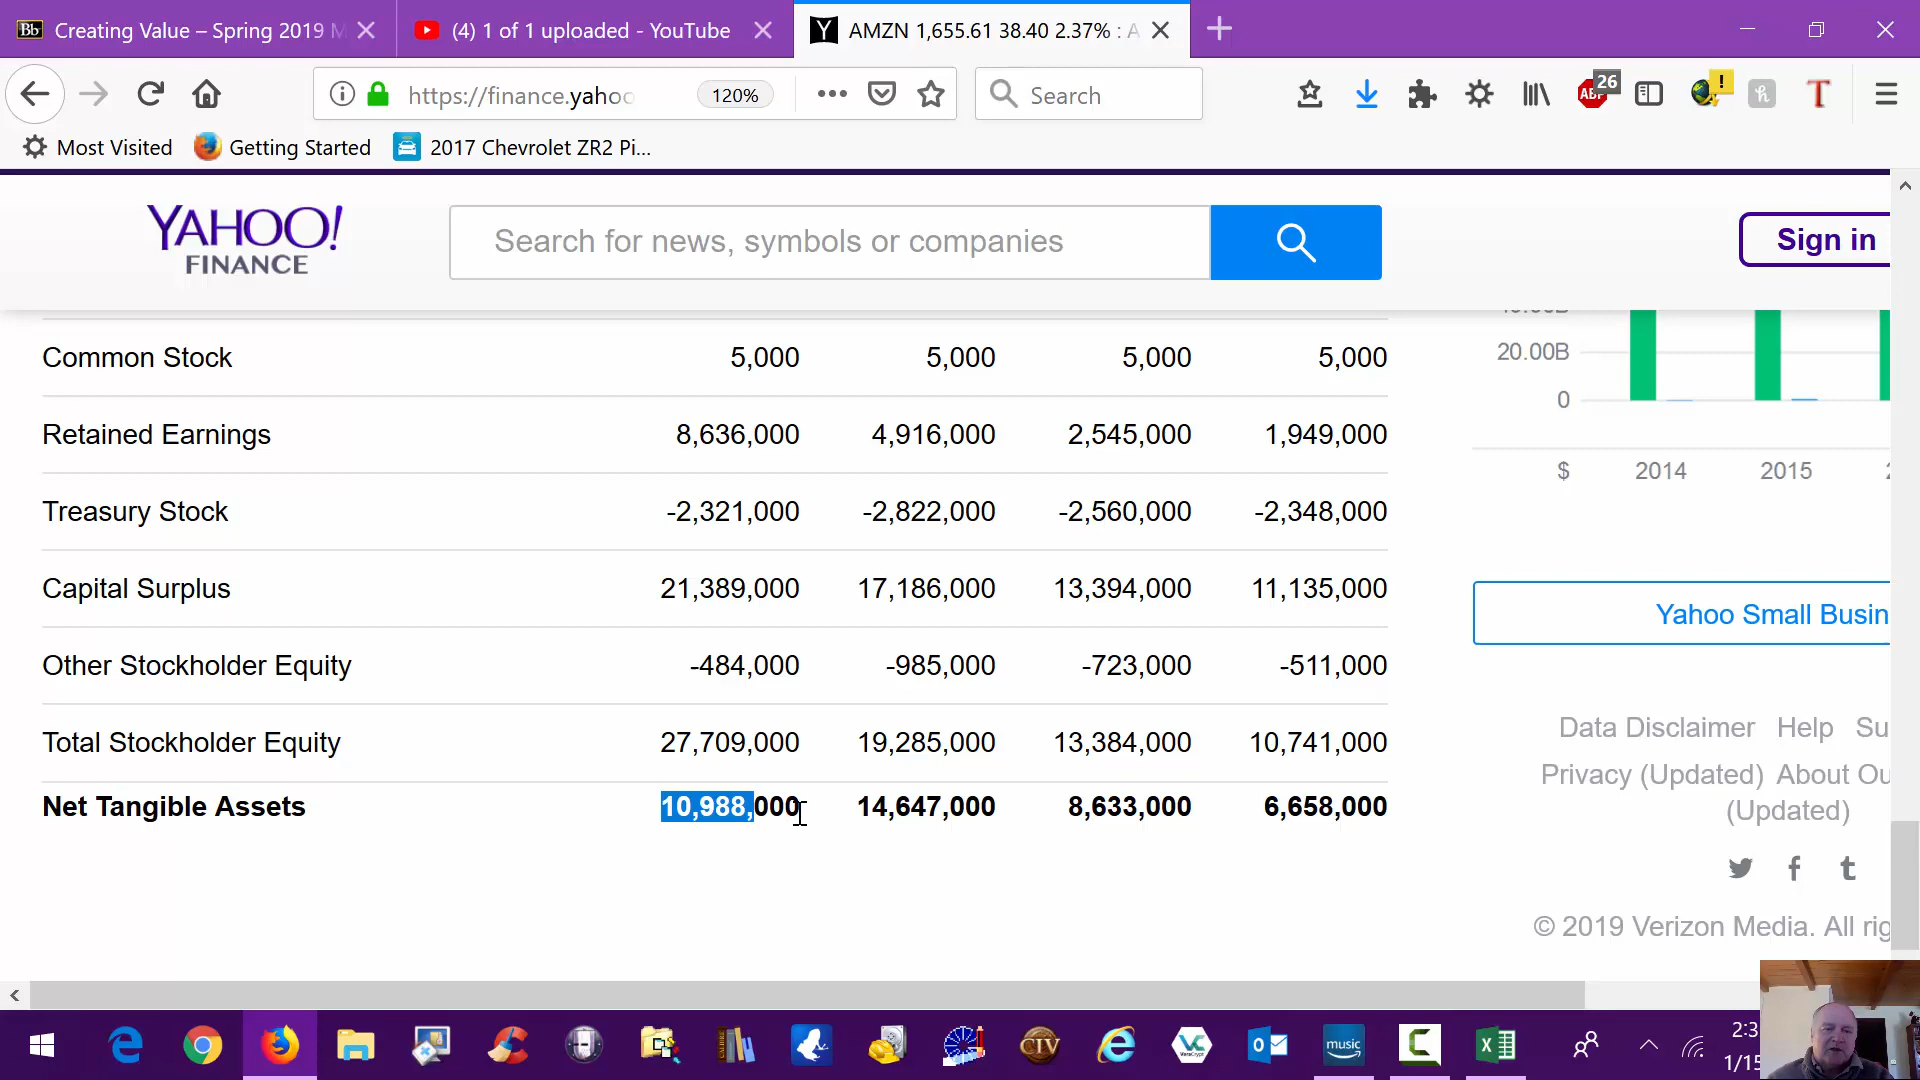 Bb Creating Value – Spring 2019 M
(4) 1 of 1 uploaded - YouTube
Y AMZN 1,655.61 38.40 2.37% : A
https://finance.yahoo
120%
Search
ABP 26
!
h
T
Most Visited
Getting Started
2017 Chevrolet ZR2 Pi...
YAHOO!
FINANCE
Search for news, symbols or companies
Sign in
Common Stock 5,000 5,000 5,000 5,000
Retained Earnings 8,636,000 4,916,000 2,545,000 1,949,000
Treasury Stock -2,321,000 -2,822,000 -2,560,000 -2,348,000
Capital Surplus 21,389,000 17,186,000 13,394,000 11,135,000
Other Stockholder Equity -484,000 -985,000 -723,000 -511,000
Total Stockholder Equity 27,709,000 19,285,000 13,384,000 10,741,000
Net Tangible Assets 10,988,000 14,647,000 8,633,000 6,658,000
20.00B
0
$ 2014 2015
Yahoo Small Busin
Data Disclaimer Help Su
Privacy (Updated) About Ou
(Updated)
© 2019 Verizon Media. All rig
CIV
VC
music
C
2:3
1/15